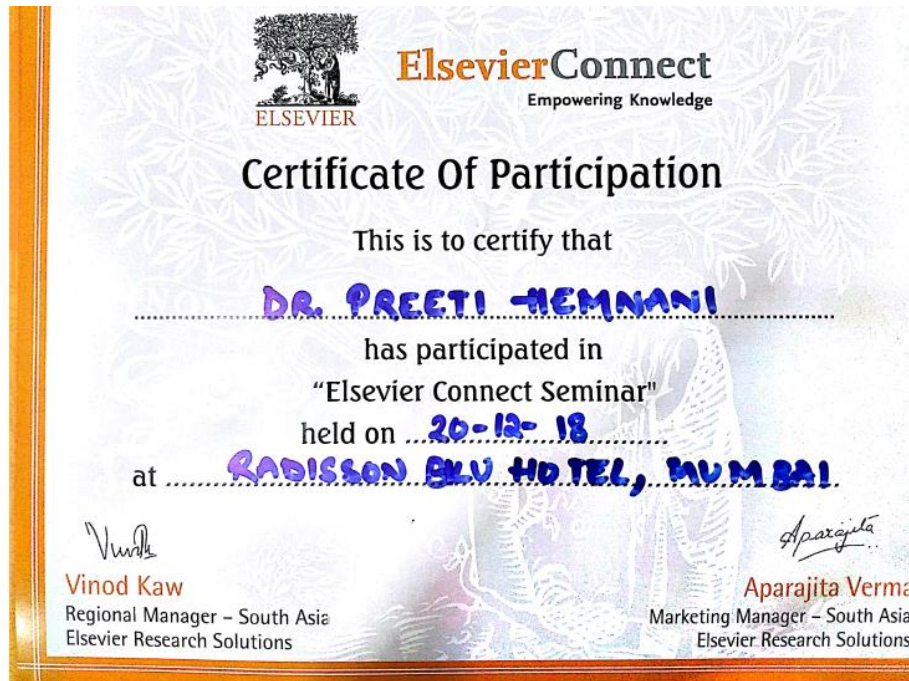 ELSEVIER
ElsevierConnect
Empowering Knowledge
Certificate Of Participation
This is to certify that
DR. PREETI HEMNANI
has participated in
“Elsevier Connect Seminar"
held on 20-12-18
at RADISSON BLU HOTEL, MUMBAI
Vinod Kaw
Regional Manager – South Asia
Elsevier Research Solutions
Aparajita
Aparajita Verma
Marketing Manager – South Asia
Elsevier Research Solutions